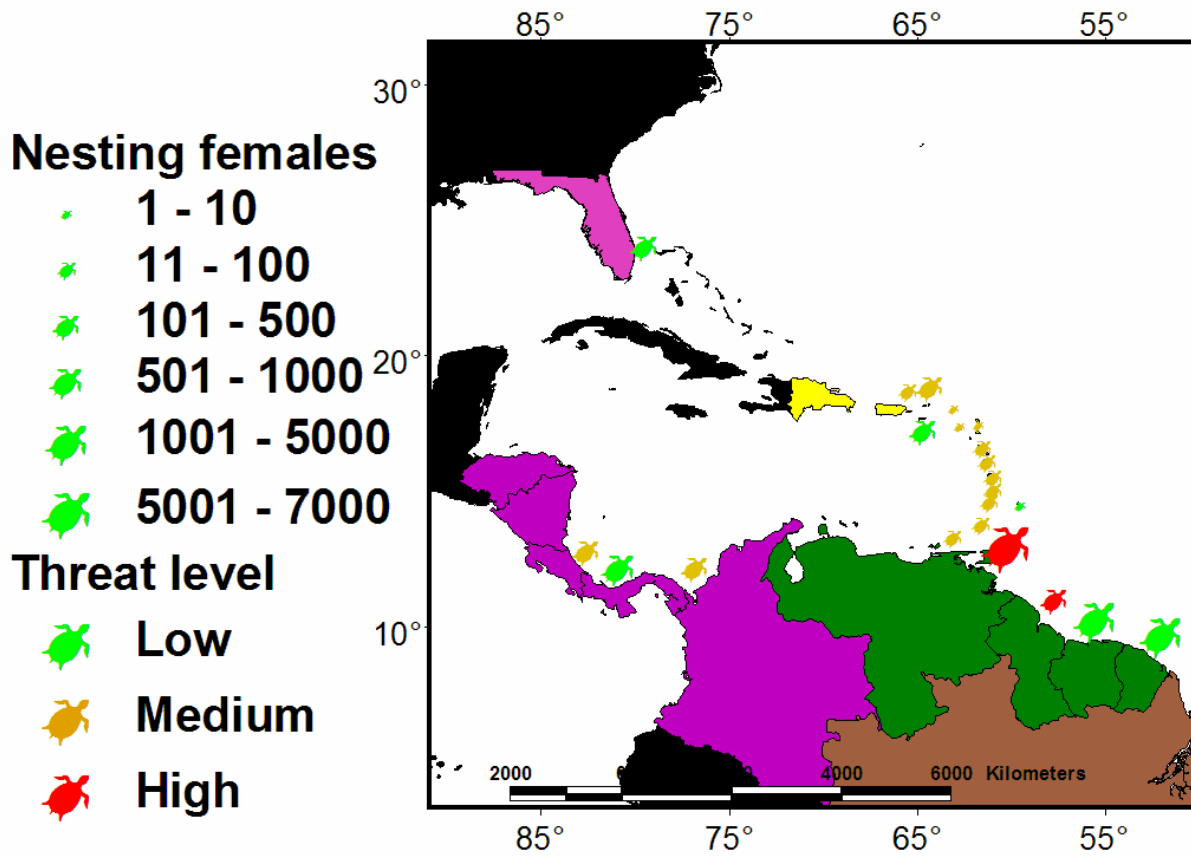 85° 75° 65° 55°
30°
20°
10°
Nesting females
1 - 10
11 - 100
101 - 500
501 - 1000
1001 - 5000
5001 - 7000
Threat level
Low
Medium
High
2000 4000 6000 Kilometers
85° 75° 65° 55°